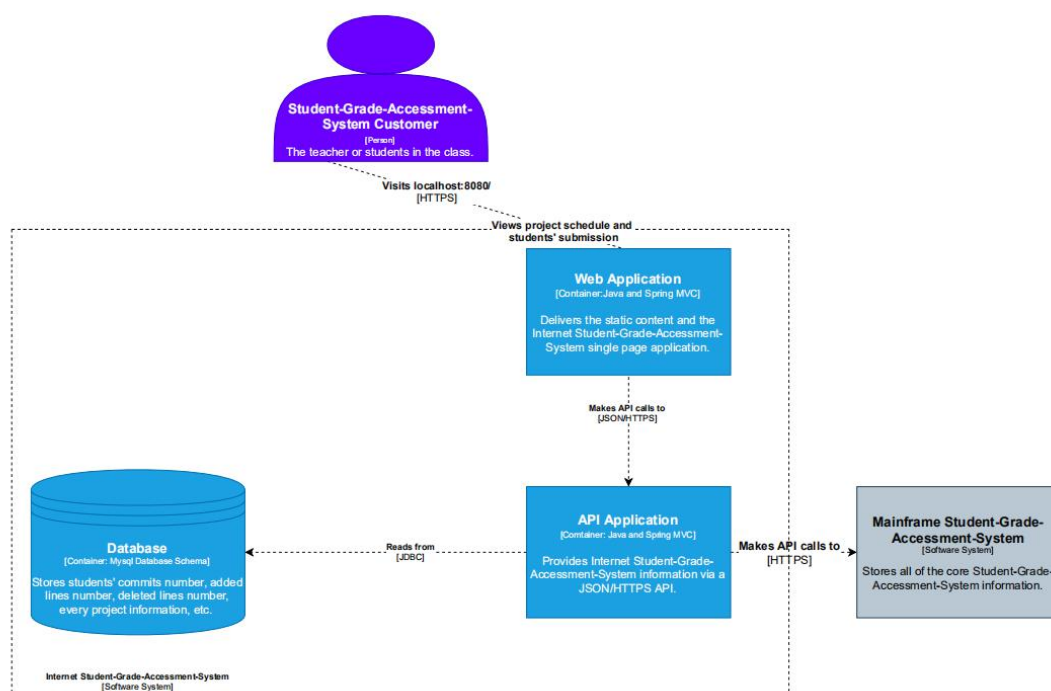 Student-Grade-Accessment-
System Customer
[Person]
The teacher or students in the class.
Visits localhost:8080/
[HTTPS]
Views project schedule and
students' submission
Web Application
[Container:Java and Spring MVC]
Delivers the static content and the
Internet Student-Grade-Accessment-
System single page application.
Makes API calls to
[JSON/HTTPS]
Database
[Container: Mysql Database Schema]
Stores students' commits number, added
lines number, deleted lines number,
every project information, etc.
Reads from
[JDBC]
API Application
[Container: Java and Spring MVC]
Provides Internet Student-Grade-
Accessment-System information via a
JSON/HTTPS API.
Makes API calls to
[HTTPS]
Mainframe Student-Grade-
Accessment-System
[Software System]
Stores all of the core Student-Grade-
Accessment-System information.
Internet Student-Grade-Accessment-System
[Software System]